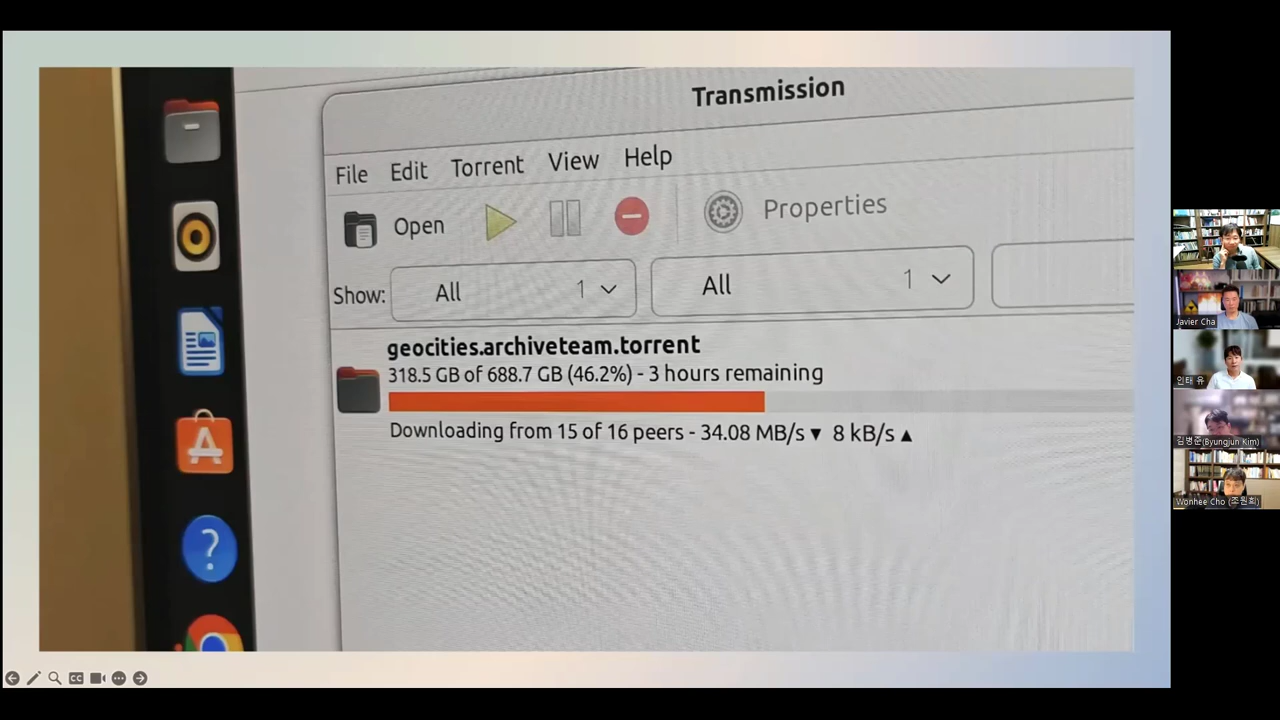 Transmission
File Edit Torrent View Help
Open Properties
Show: All 1 All 1
geocities.archiveteam.torrent
318.5 GB of 688.7 GB (46.2%) - 3 hours remaining
Downloading from 15 of 16 peers - 34.08 MB/s ▼ 8 kB/s ▲
Javier Cha
인태 유
김병준(Byungjun Kim)
Wonhee Cho (조원희)